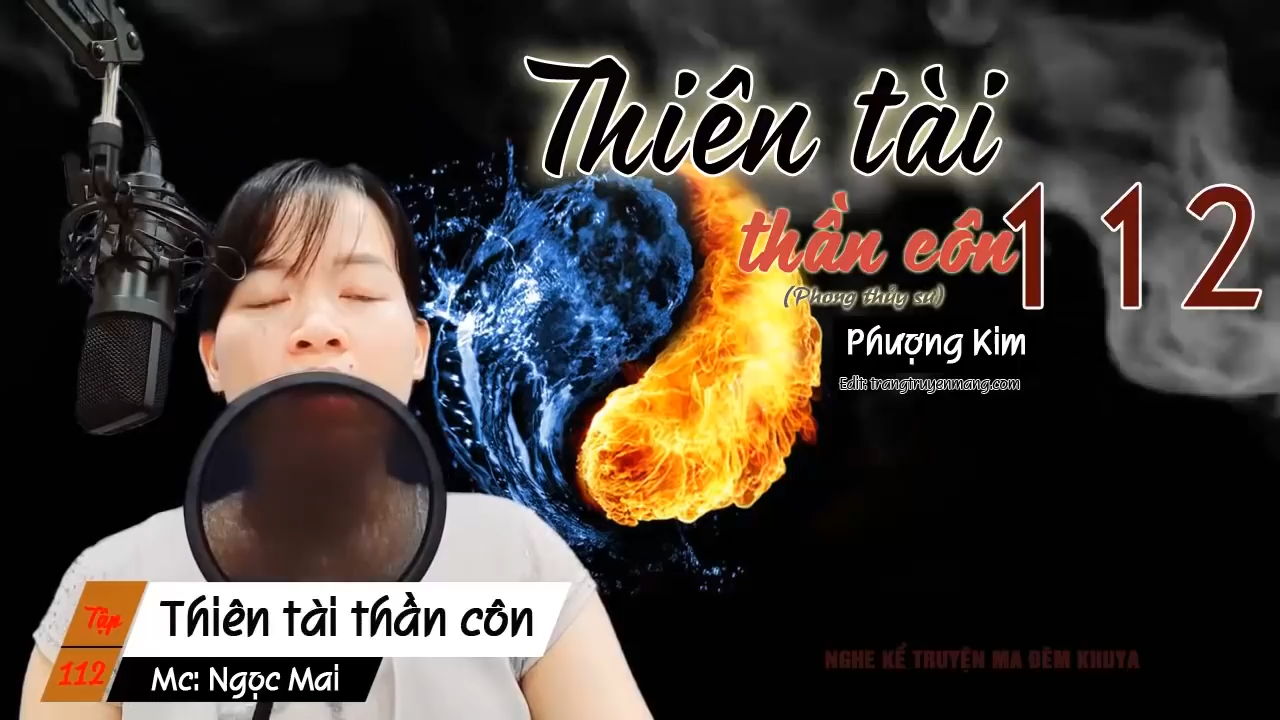 Thiên tài
thần côn
112
(Phong thủy sư)
Phượng Kim
Edit: trangtruyenmang.com
Tập
112
Thiên tài thần côn
Mc: Ngọc Mai
NGHE KỂ TRUYỆN MA ĐÊM KHUYA